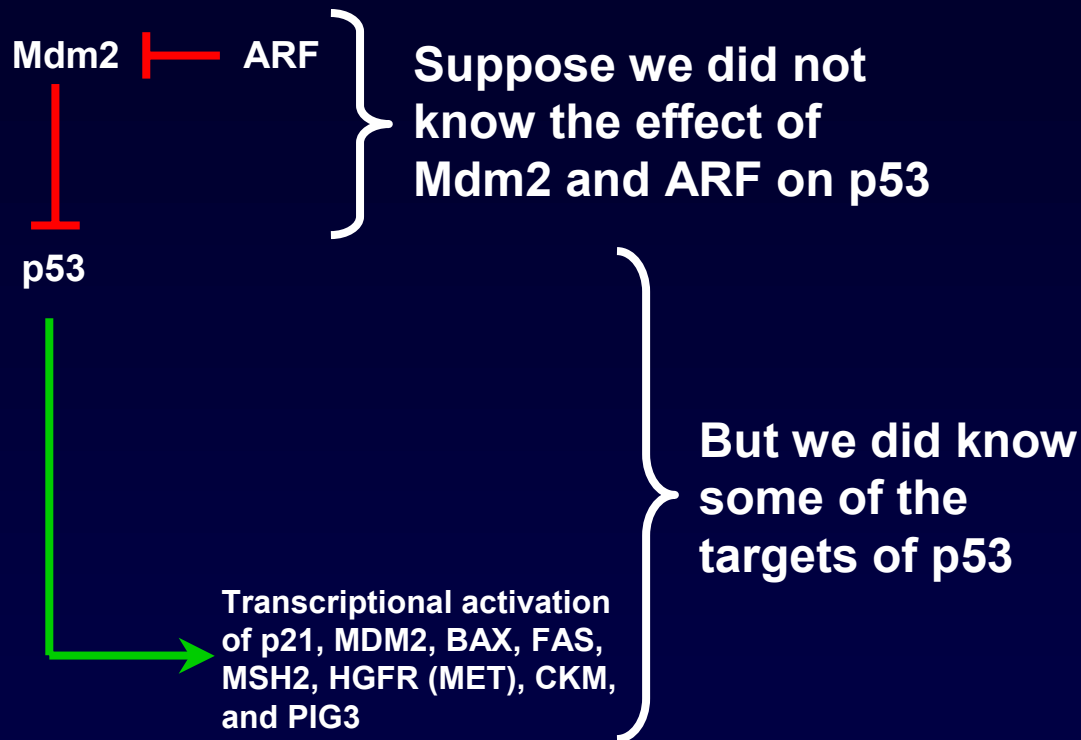 Mdm2 ARF
Suppose we did not
know the effect of
Mdm2 and ARF on p53
p53
But we did know
some of the
targets of p53
Transcriptional activation
of p21, MDM2, BAX, FAS,
MSH2, HGFR (MET), CKM,
and PIG3